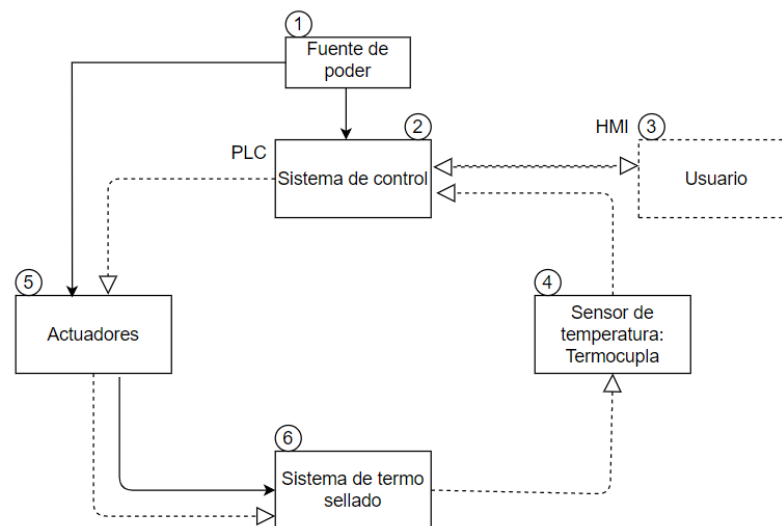 1
Fuente de
poder
2
PLC
Sistema de control
HMI
3
Usuario
4
Sensor de
temperatura:
Termocupla
5
Actuadores
6
Sistema de termo
sellado